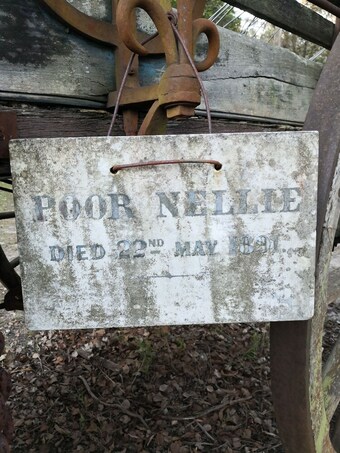 POOR NELLIE
DIED 22ND MAY 1891